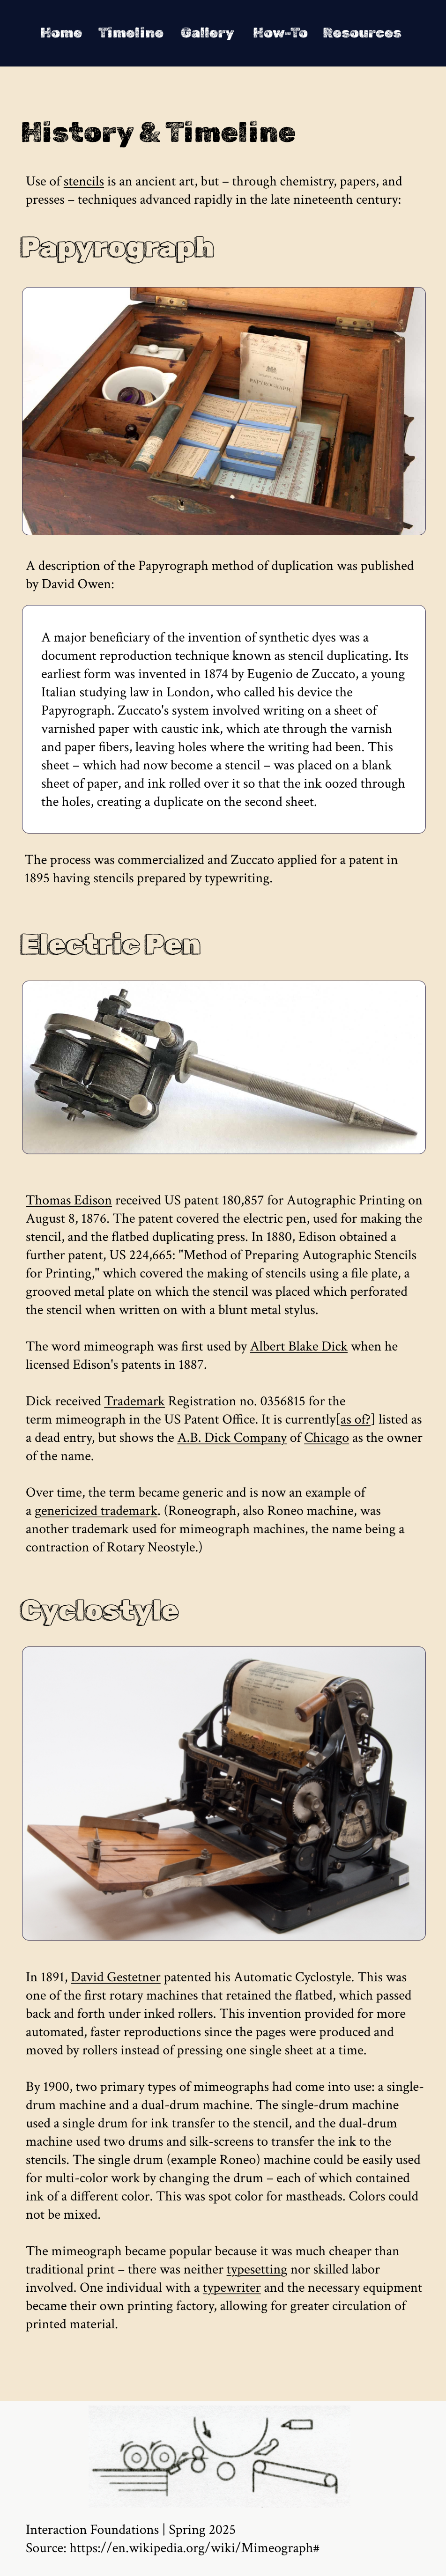 Home Timeline Gallery How-To Resources
History & Timeline
Use of stencils is an ancient art, but – through chemistry, papers, and
presses – techniques advanced rapidly in the late nineteenth century:
Papyrograph
PAPYROGRAPH
A description of the Papyrograph method of duplication was published
by David Owen:
A major beneficiary of the invention of synthetic dyes was a
document reproduction technique known as stencil duplicating. Its
earliest form was invented in 1874 by Eugenio de Zuccato, a young
Italian studying law in London, who called his device the
Papyrograph. Zuccato's system involved writing on a sheet of
varnished paper with caustic ink, which ate through the varnish
and paper fibers, leaving holes where the writing had been. This
sheet – which had now become a stencil – was placed on a blank
sheet of paper, and ink rolled over it so that the ink oozed through
the holes, creating a duplicate on the second sheet.
The process was commercialized and Zuccato applied for a patent in
1895 having stencils prepared by typewriting.
Electric Pen
Thomas Edison received US patent 180,857 for Autographic Printing on
August 8, 1876. The patent covered the electric pen, used for making the
stencil, and the flatbed duplicating press. In 1880, Edison obtained a
further patent, US 224,665: "Method of Preparing Autographic Stencils
for Printing," which covered the making of stencils using a file plate, a
grooved metal plate on which the stencil was placed which perforated
the stencil when written on with a blunt metal stylus.
The word mimeograph was first used by Albert Blake Dick when he
licensed Edison's patents in 1887.
Dick received Trademark Registration no. 0356815 for the
term mimeograph in the US Patent Office. It is currently[as of?] listed as
a dead entry, but shows the A.B. Dick Company of Chicago as the owner
of the name.
Over time, the term became generic and is now an example of
a genericized trademark. (Roneograph, also Roneo machine, was
another trademark used for mimeograph machines, the name being a
contraction of Rotary Neostyle.)
Cyclostyle
In 1891, David Gestetner patented his Automatic Cyclostyle. This was
one of the first rotary machines that retained the flatbed, which passed
back and forth under inked rollers. This invention provided for more
automated, faster reproductions since the pages were produced and
moved by rollers instead of pressing one single sheet at a time.
By 1900, two primary types of mimeographs had come into use: a single-
drum machine and a dual-drum machine. The single-drum machine
used a single drum for ink transfer to the stencil, and the dual-drum
machine used two drums and silk-screens to transfer the ink to the
stencils. The single drum (example Roneo) machine could be easily used
for multi-color work by changing the drum – each of which contained
ink of a different color. This was spot color for mastheads. Colors could
not be mixed.
The mimeograph became popular because it was much cheaper than
traditional print – there was neither typesetting nor skilled labor
involved. One individual with a typewriter and the necessary equipment
became their own printing factory, allowing for greater circulation of
printed material.
Interaction Foundations | Spring 2025
Source: https://en.wikipedia.org/wiki/Mimeograph#